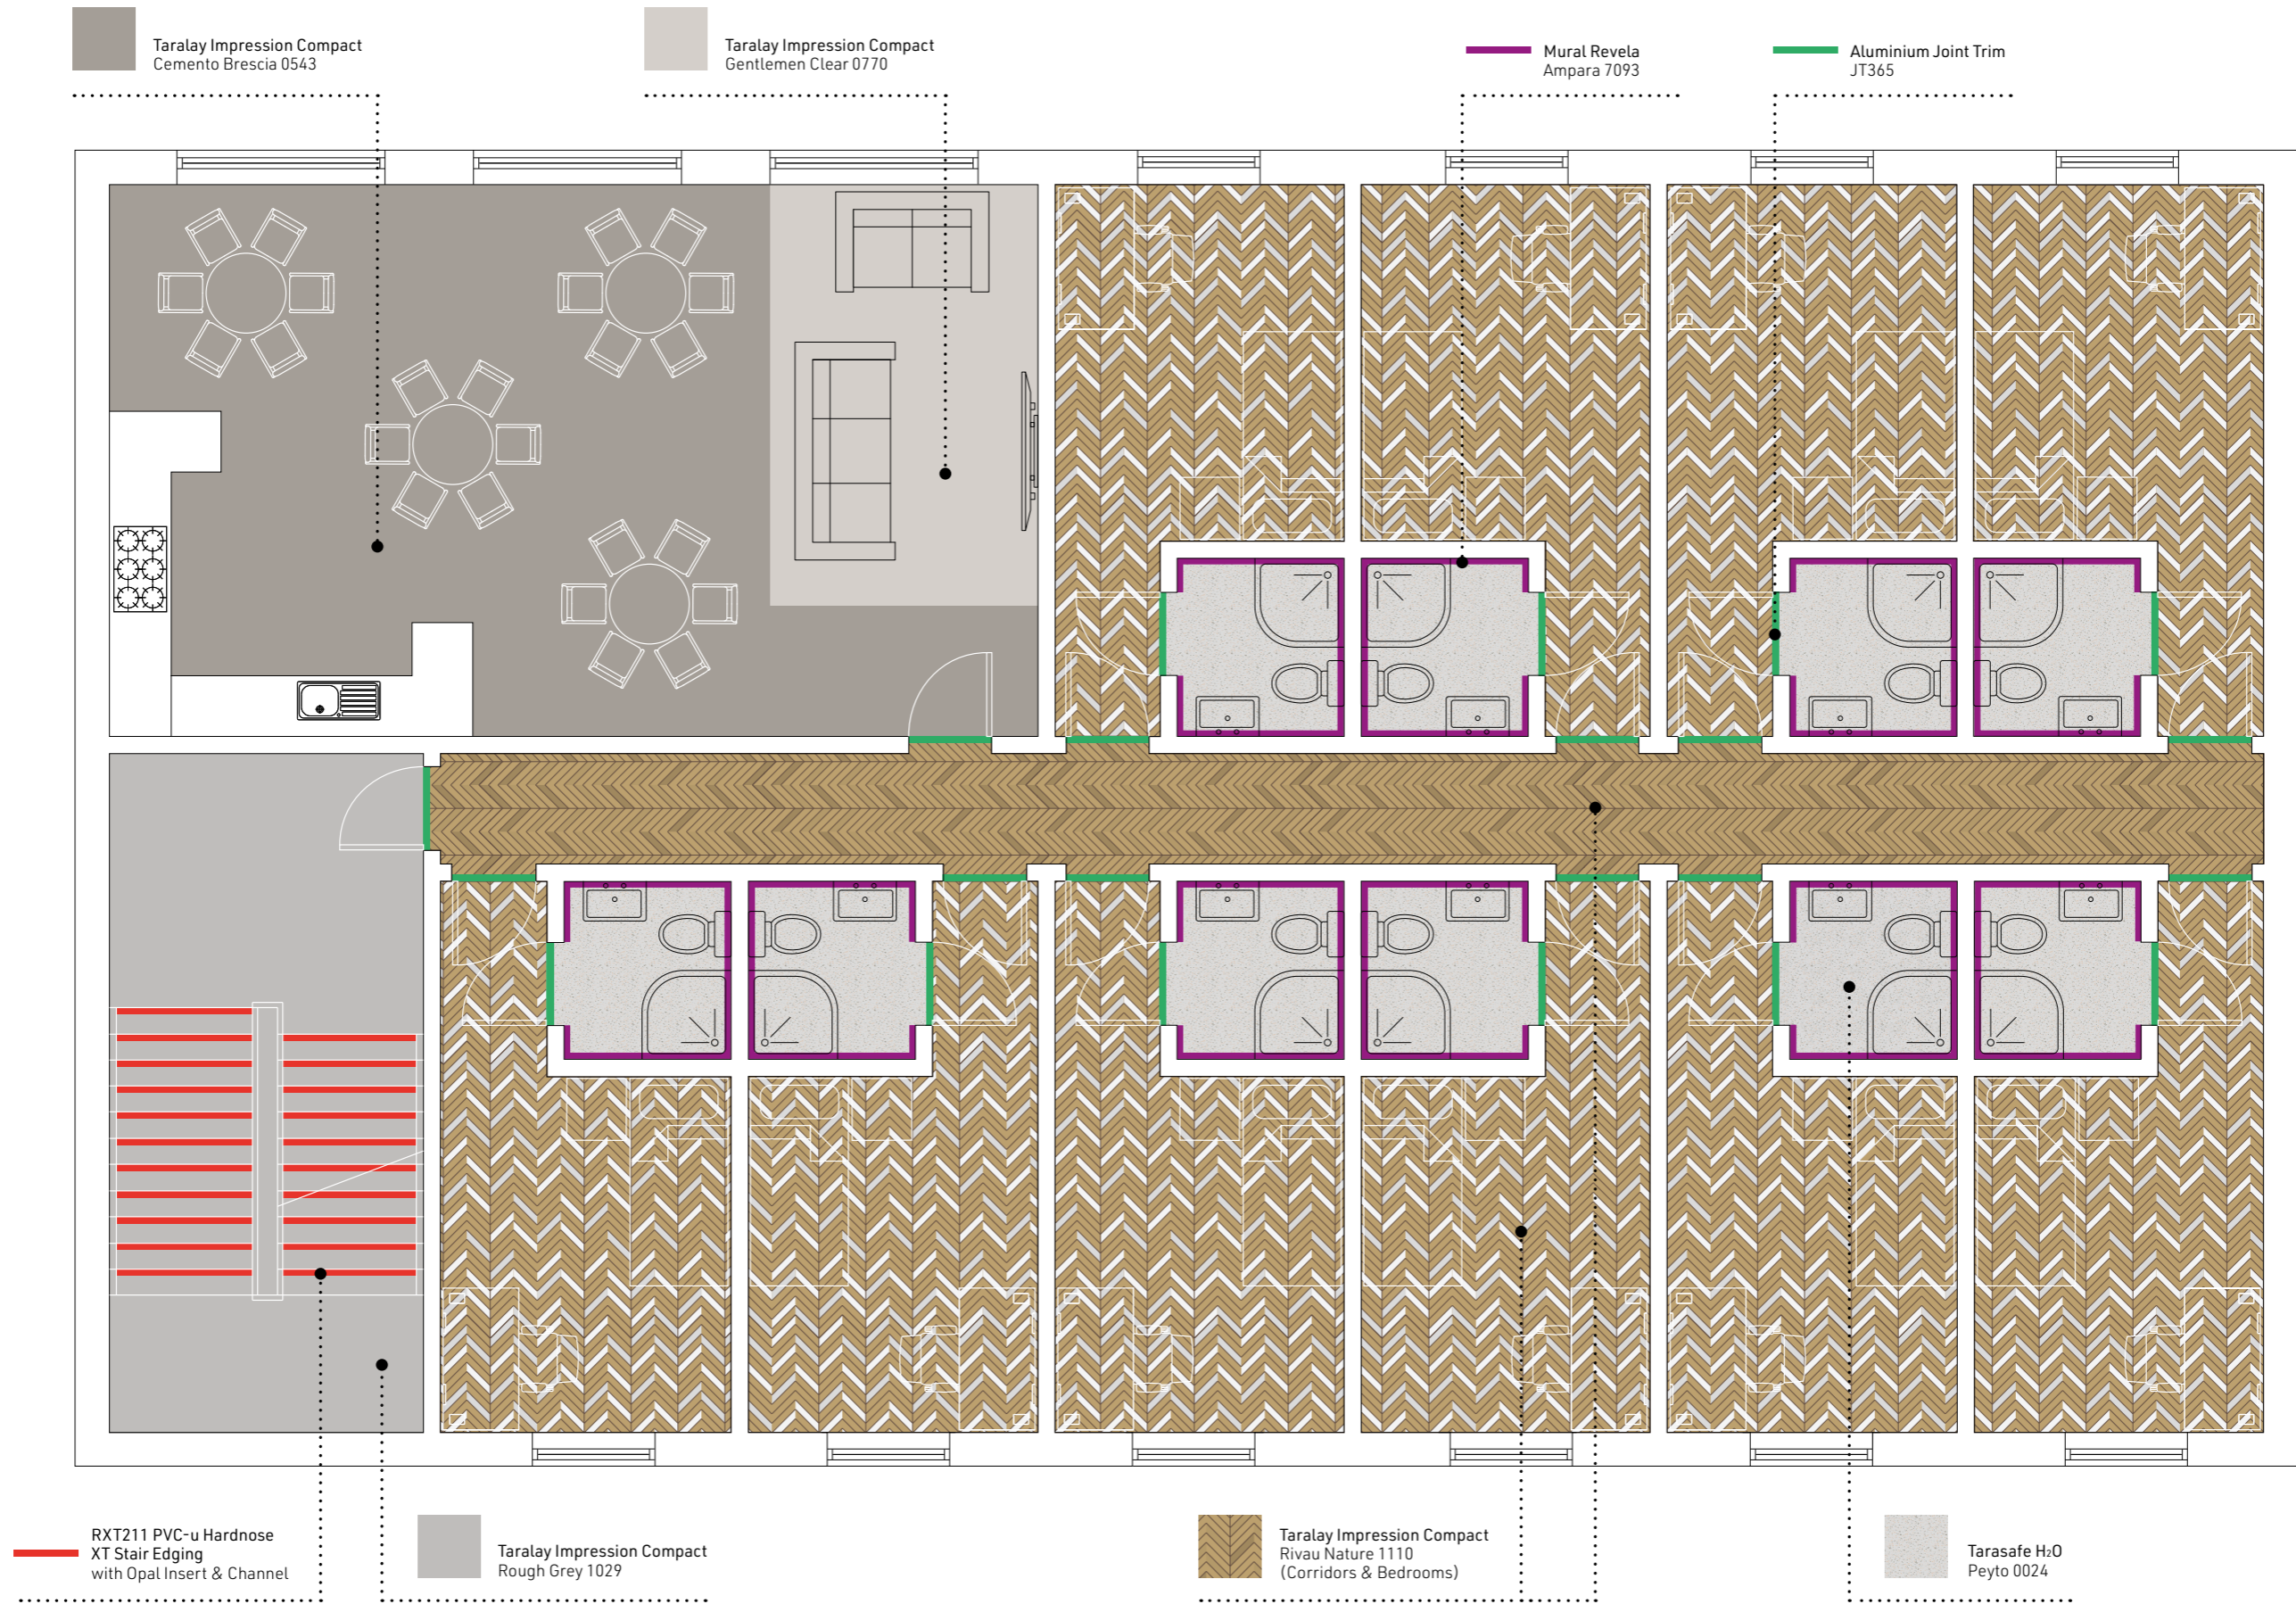 Taralay Impression Compact
Cemento Brescia 0543
Taralay Impression Compact
Gentlemen Clear 0770
Mural Revela
Ampara 7093
Aluminium Joint Trim
JT365
RXT211 PVC-u Hardnose
XT Stair Edging
with Opal Insert & Channel
Taralay Impression Compact
Rough Grey 1029
Taralay Impression Compact
Rivau Nature 1110
(Corridors & Bedrooms)
Tarasafe H₂O
Peyto 0024